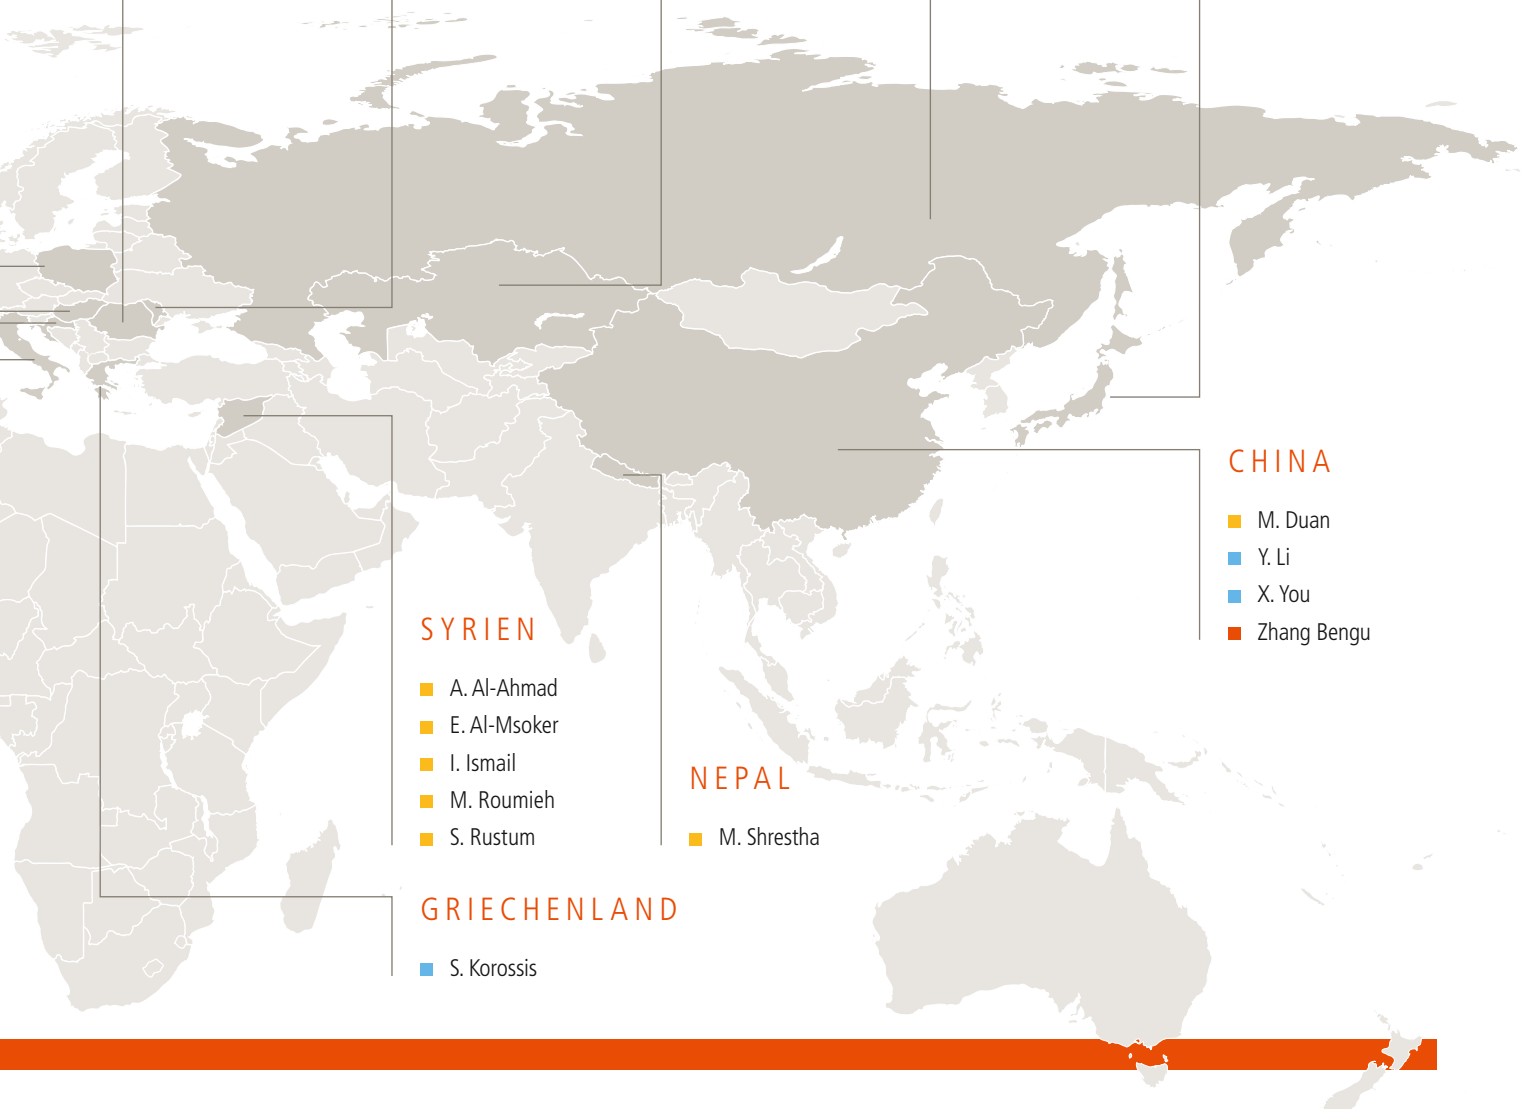 CHINA
M. Duan
Y. Li
X. You
Zhang Bengu
SYRIEN
A. Al-Ahmad
E. Al-Msoker
I. Ismail
M. Roumieh
S. Rustum
NEPAL
M. Shrestha
GRIECHENLAND
S. Korossis